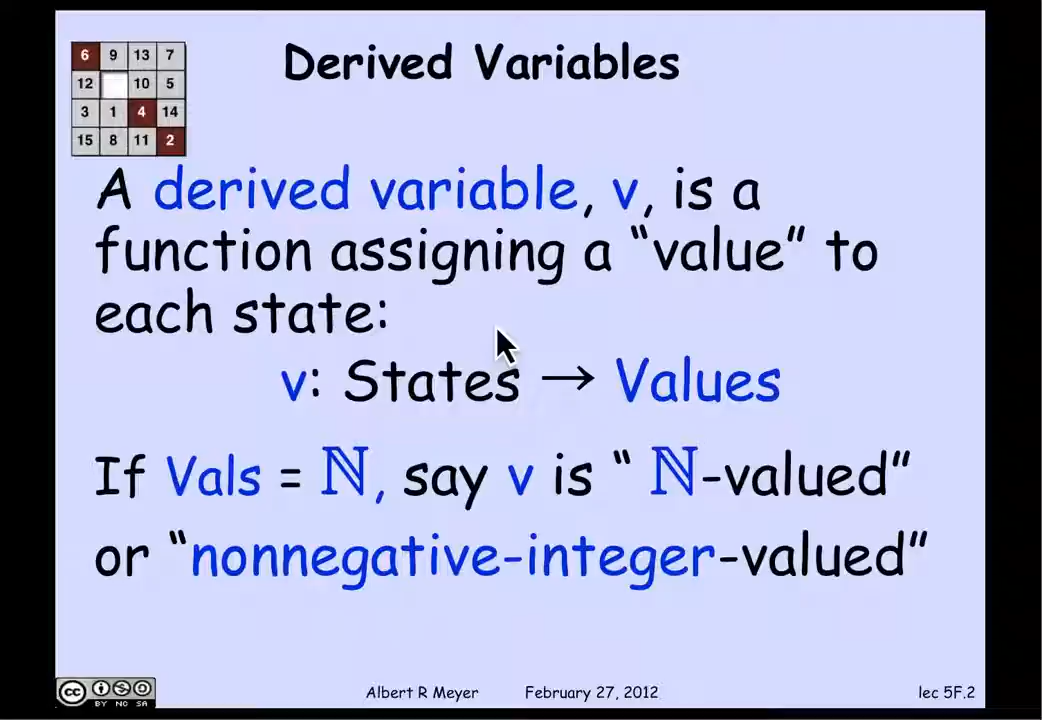 Derived Variables
6 9 13 7
12 10 5
3 1 4 14
15 8 11 2
A derived variable, v, is a
function assigning a “value” to
each state:
v: States → Values
If Vals = ℕ, say v is “ ℕ-valued”
or “nonnegative-integer-valued”
cc BY NC SA
Albert R Meyer February 27, 2012 lec 5F.2